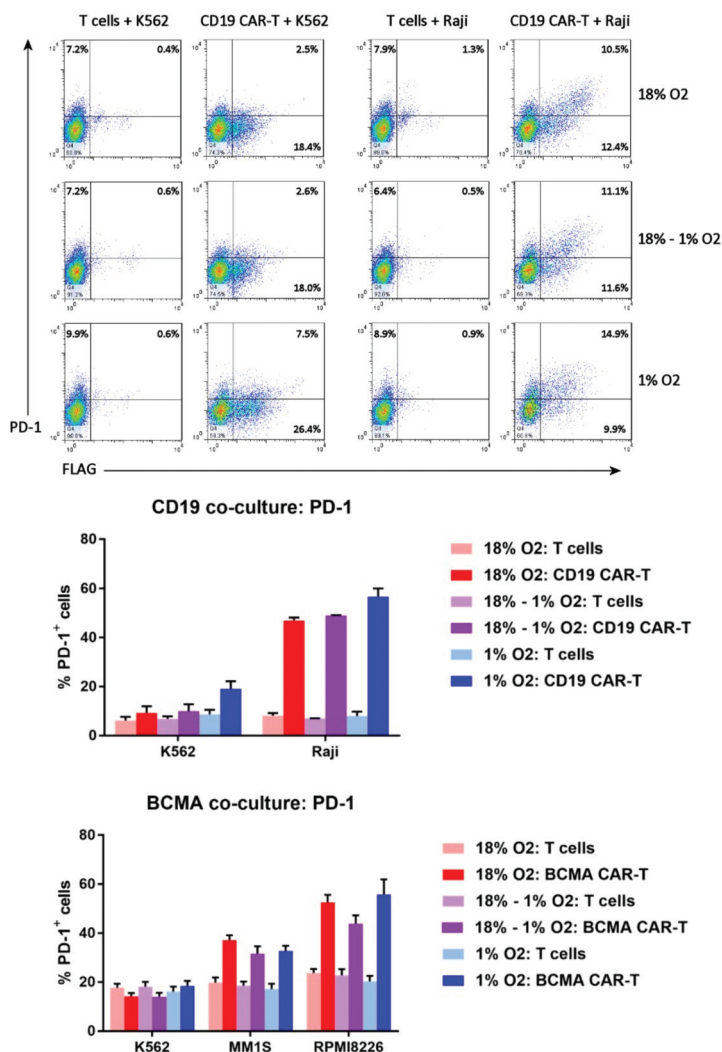 T cells + K562 CD19 CAR-T + K562 T cells + Raji CD19 CAR-T + Raji
7.2% 0.4% 2.5% 7.9% 1.3% 10.5%
18% O2
18.4% 12.4%
7.2% 0.6% 2.6% 6.4% 0.5% 11.1%
18% - 1% O2
18.0% 11.6%
9.9% 0.6% 7.5% 8.9% 0.9% 14.9%
1% O2
26.4% 9.9%
PD-1
FLAG
CD19 co-culture: PD-1
% PD-1+ cells
80
60
40
20
0
K562 Raji
18% O2: T cells
18% O2: CD19 CAR-T
18% - 1% O2: T cells
18% - 1% O2: CD19 CAR-T
1% O2: T cells
1% O2: CD19 CAR-T
BCMA co-culture: PD-1
% PD-1+ cells
80
60
40
20
0
K562 MM1S RPMI8226
18% O2: T cells
18% O2: BCMA CAR-T
18% - 1% O2: T cells
18% - 1% O2: BCMA CAR-T
1% O2: T cells
1% O2: BCMA CAR-T